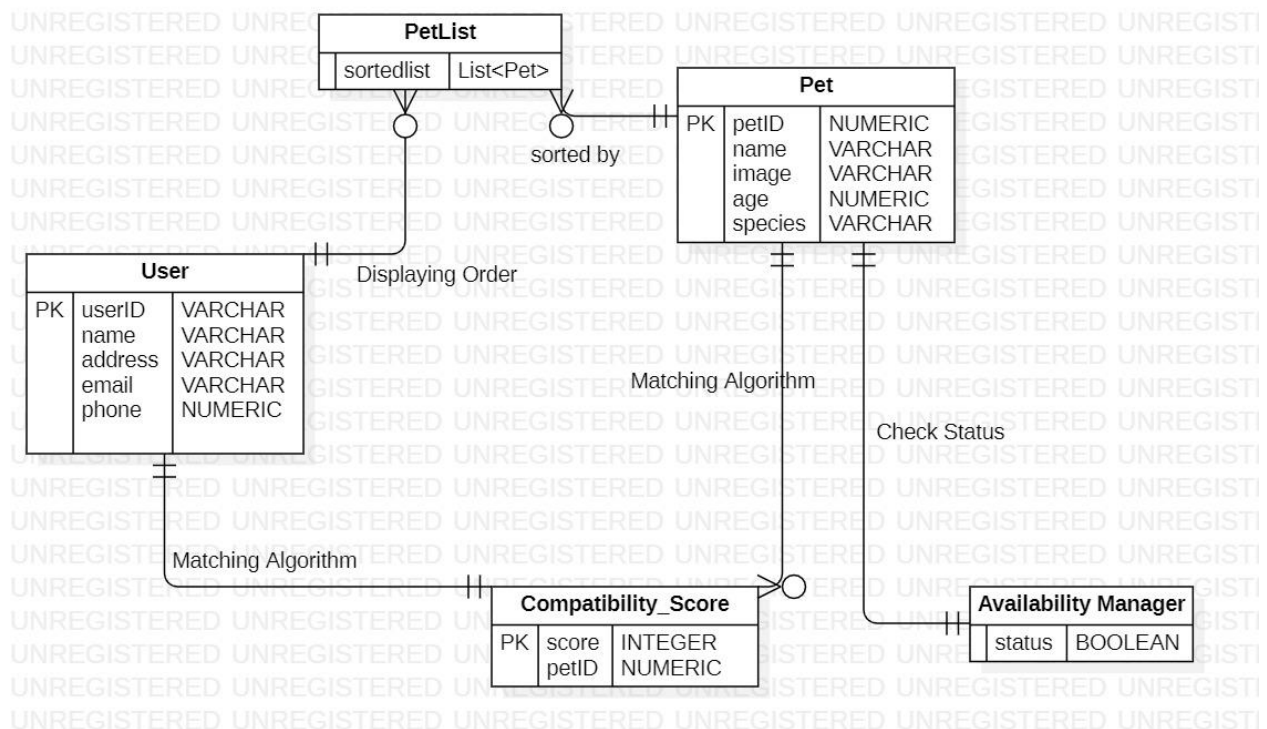 PetList
sortedlist List<Pet>
Pet
PK petID NUMERIC
name VARCHAR
image VARCHAR
age NUMERIC
species VARCHAR
sorted by
Displaying Order
User
PK userID VARCHAR
name VARCHAR
address VARCHAR
email VARCHAR
phone NUMERIC
Matching Algorithm
Check Status
Matching Algorithm
Compatibility_Score
PK score INTEGER
petID NUMERIC
Availability Manager
status BOOLEAN
UNREGISTERED